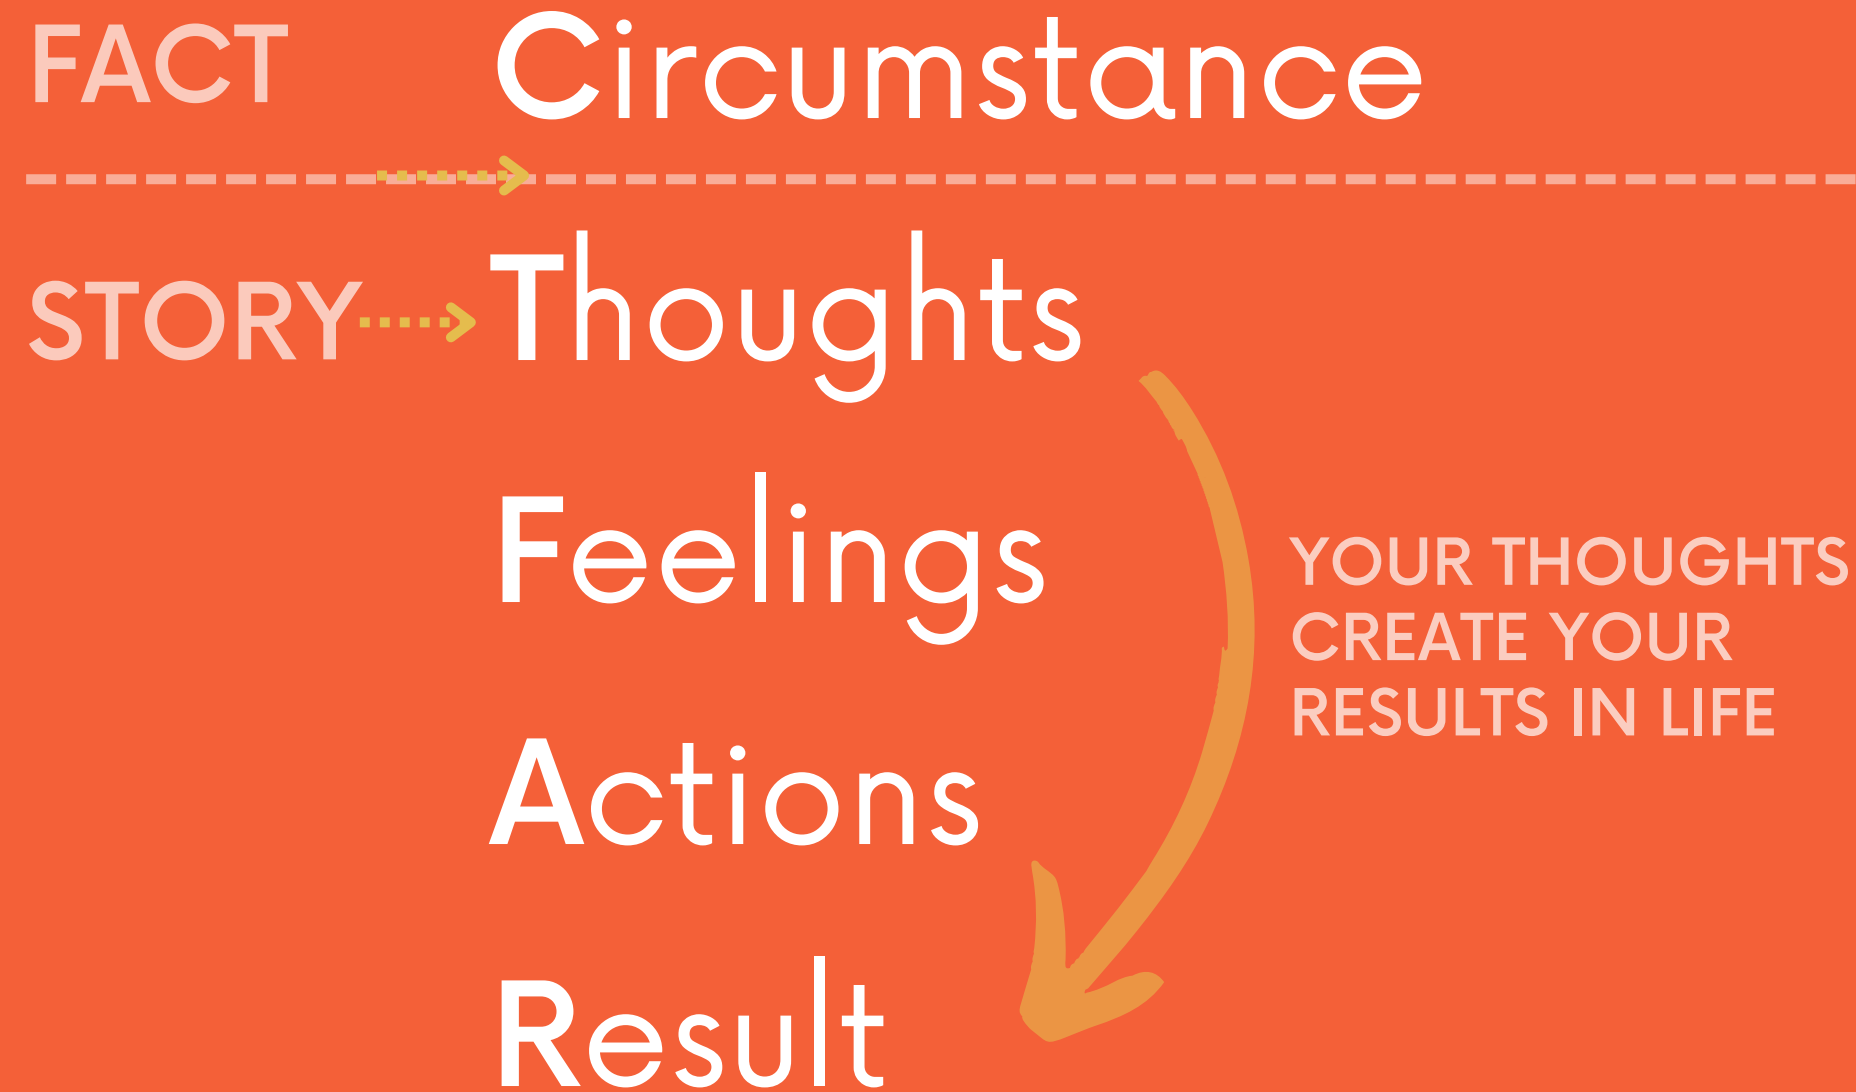 FACT Circumstance
STORY Thoughts
Feelings
YOUR THOUGHTS
CREATE YOUR
RESULTS IN LIFE
Actions
Result